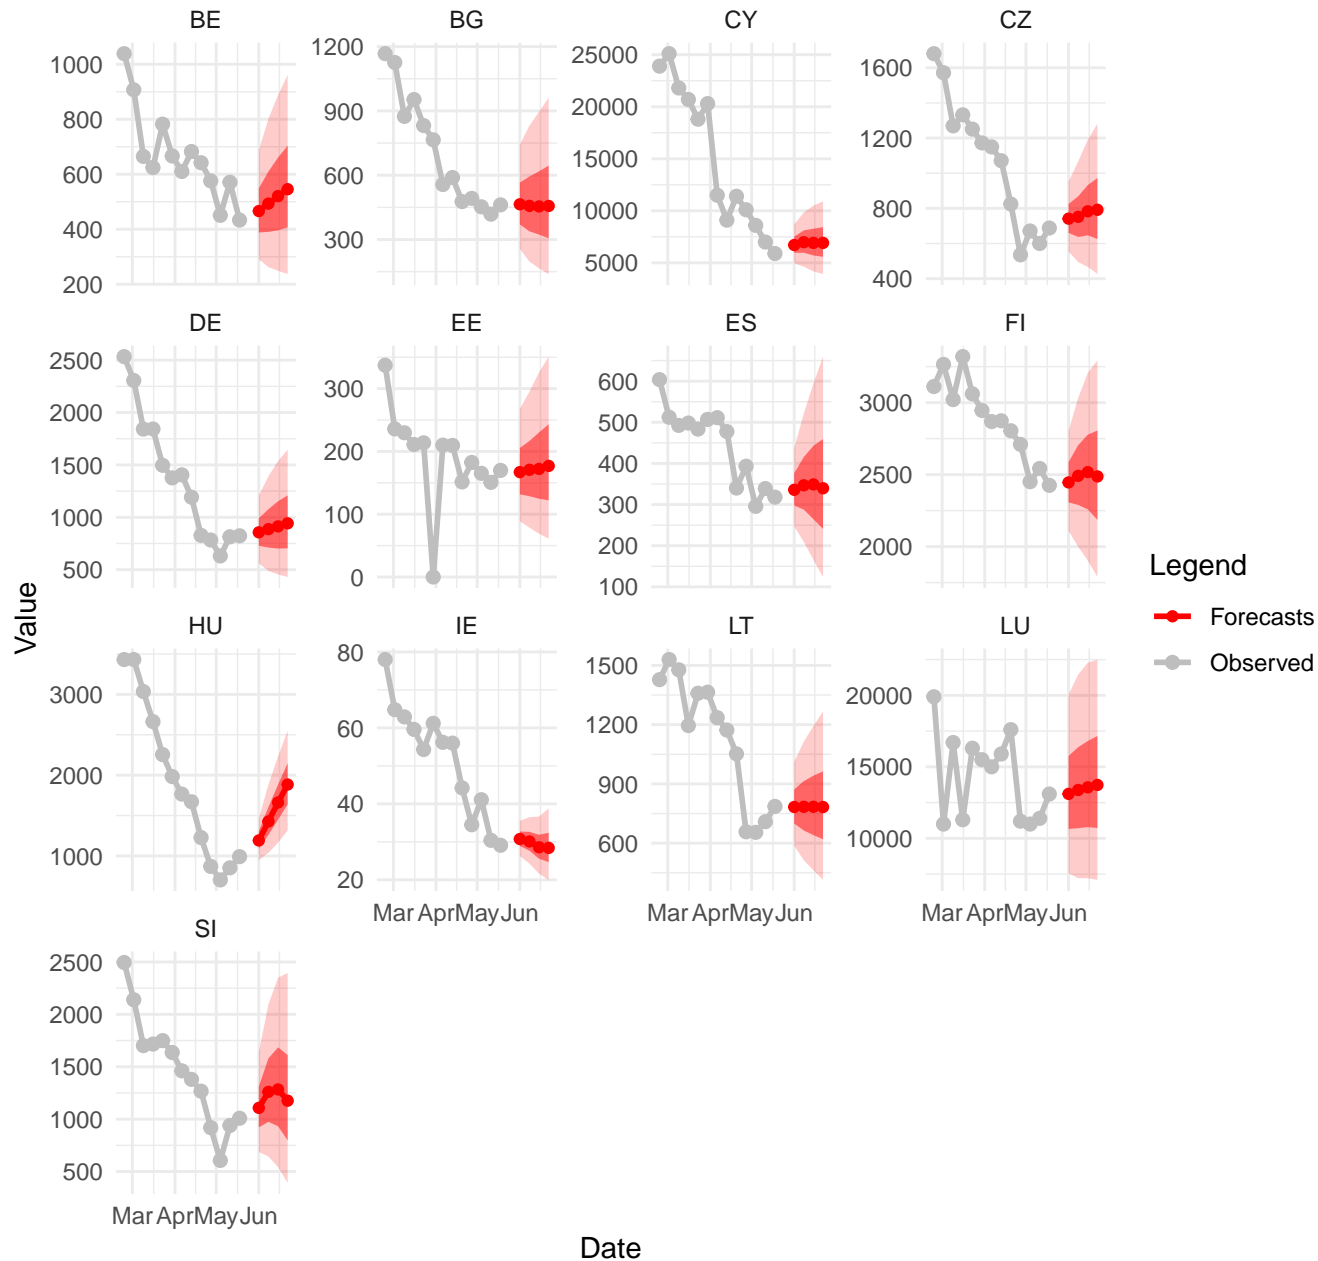 BE
BG
CY
CZ
1000
800
600
400
200
1200
900
600
300
25000
20000
15000
10000
5000
1600
1200
800
400
DE
EE
ES
FI
2500
2000
1500
1000
500
300
200
100
0
600
500
400
300
200
100
3000
2500
2000
HU
IE
LT
LU
3000
2000
1000
80
60
40
20
1500
1200
900
600
20000
15000
10000
Mar Apr May Jun
Mar Apr May Jun
Mar Apr May Jun
SI
2500
2000
1500
1000
500
Mar Apr May Jun
Value
Date
Legend
Forecasts
Observed